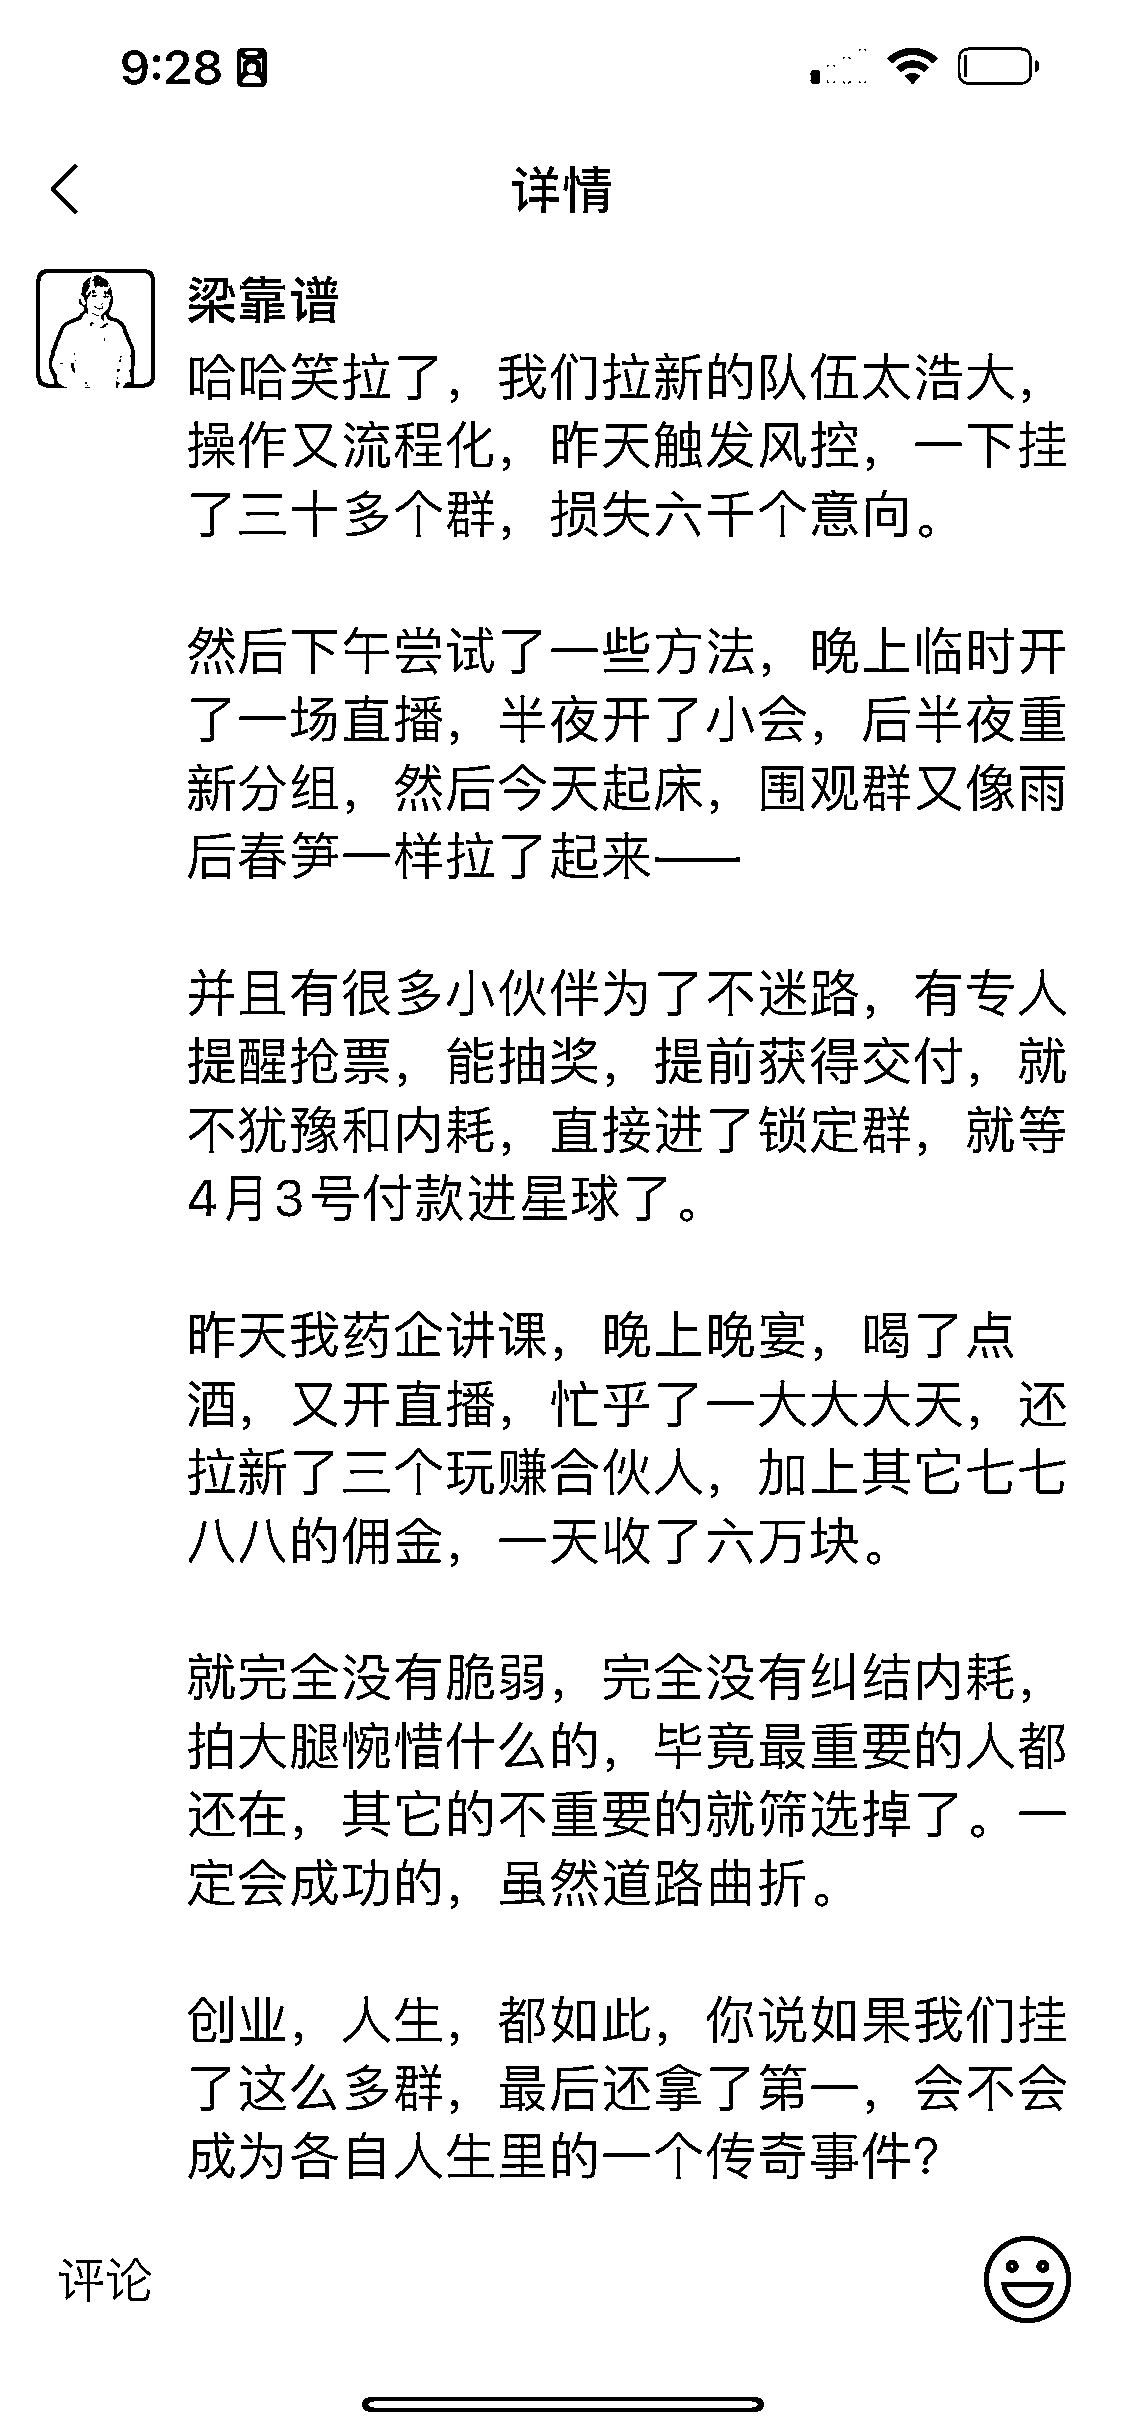 9:28
详情
梁靠谱
哈哈笑拉了，我们拉新的队伍太浩大，
操作又流程化，昨天触发风控，一下挂
了三十多个群，损失六千个意向。
然后下午尝试了一些方法，晚上临时开
了一场直播，半夜开了小会，后半夜重
新分组，然后今天起床，围观群又像雨
后春笋一样拉了起来——
并且有很多小伙伴为了不迷路，有专人
提醒抢票，能抽奖，提前获得交付，就
不犹豫和内耗，直接进了锁定群，就等
4月3号付款进星球了。
昨天我药企讲课，晚上晚宴，喝了点
酒，又开直播，忙乎了一大大大天，还
拉新了三个玩赚合伙人，加上其它七七
八八的佣金，一天收了六万块。
就完全没有脆弱，完全没有纠结内耗，
拍大腿惋惜什么的，毕竟最重要的人都
还在，其它的不重要的就筛选掉了。一
定会成功的，虽然道路曲折。
创业，人生，都如此，你说如果我们挂
了这么多群，最后还拿了第一，会不会
成为各自人生里的一个传奇事件？
评论